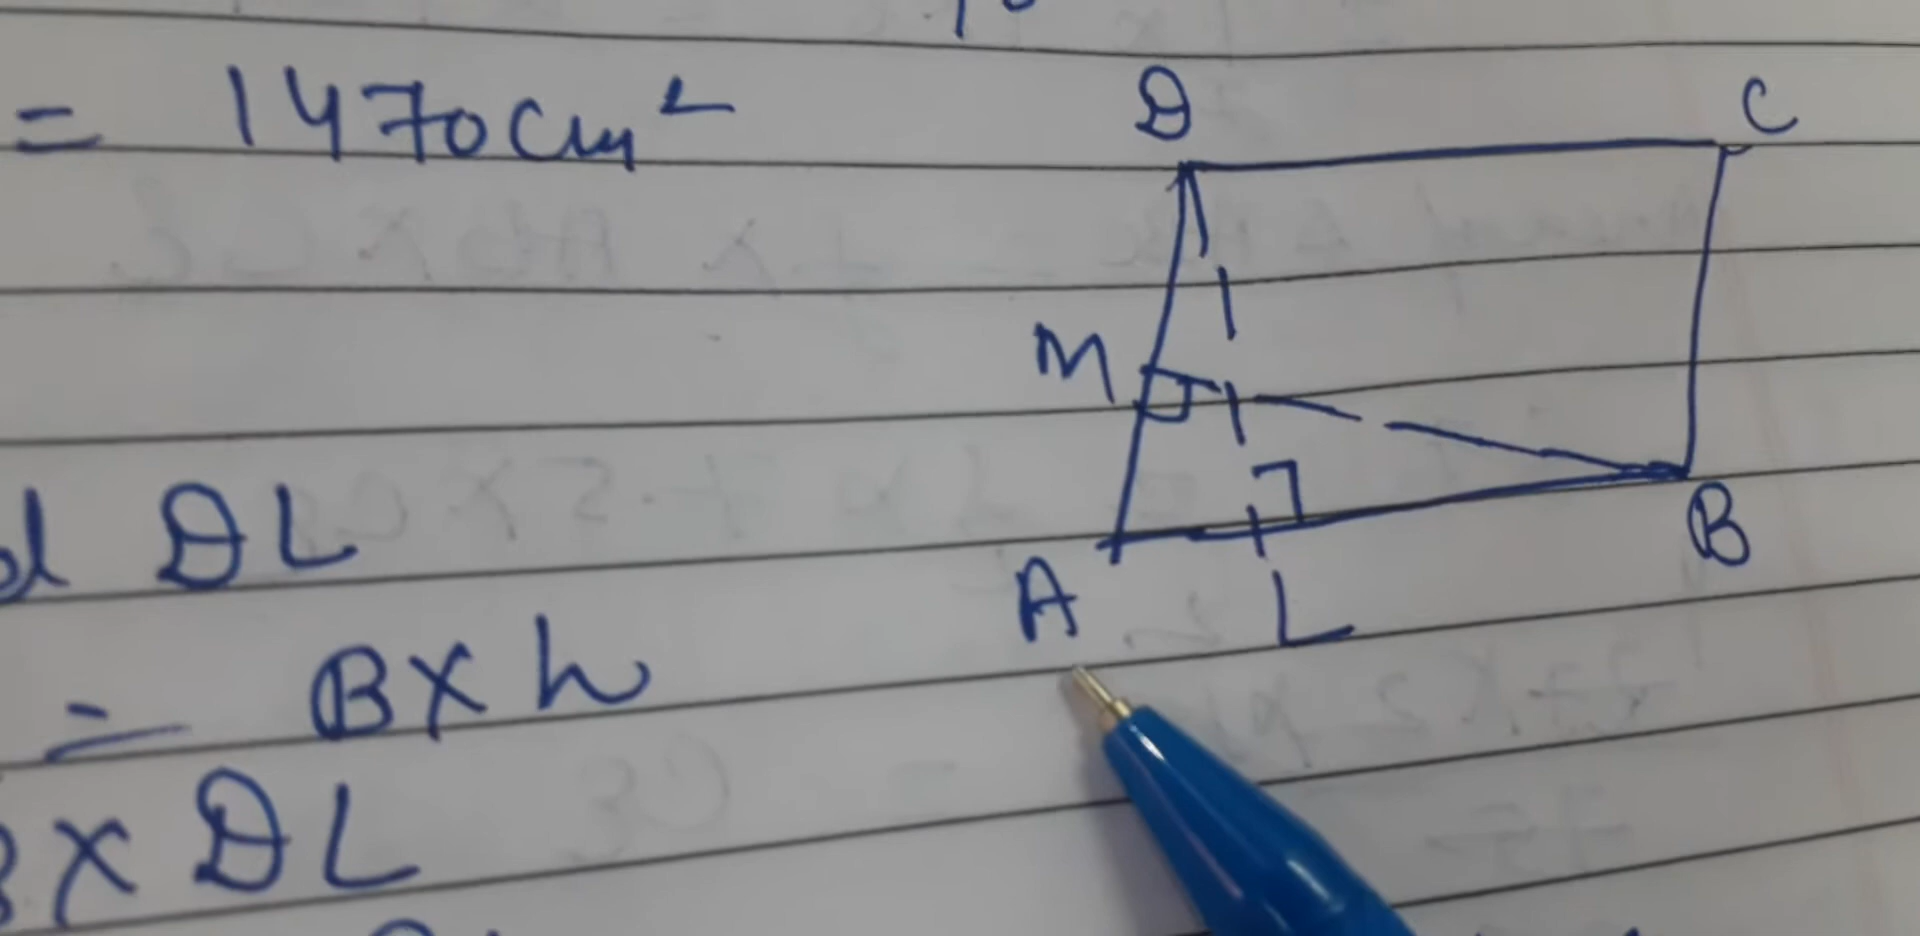 = 1470cm²
D C
M
d DL
A L B
= B×h
B×DL